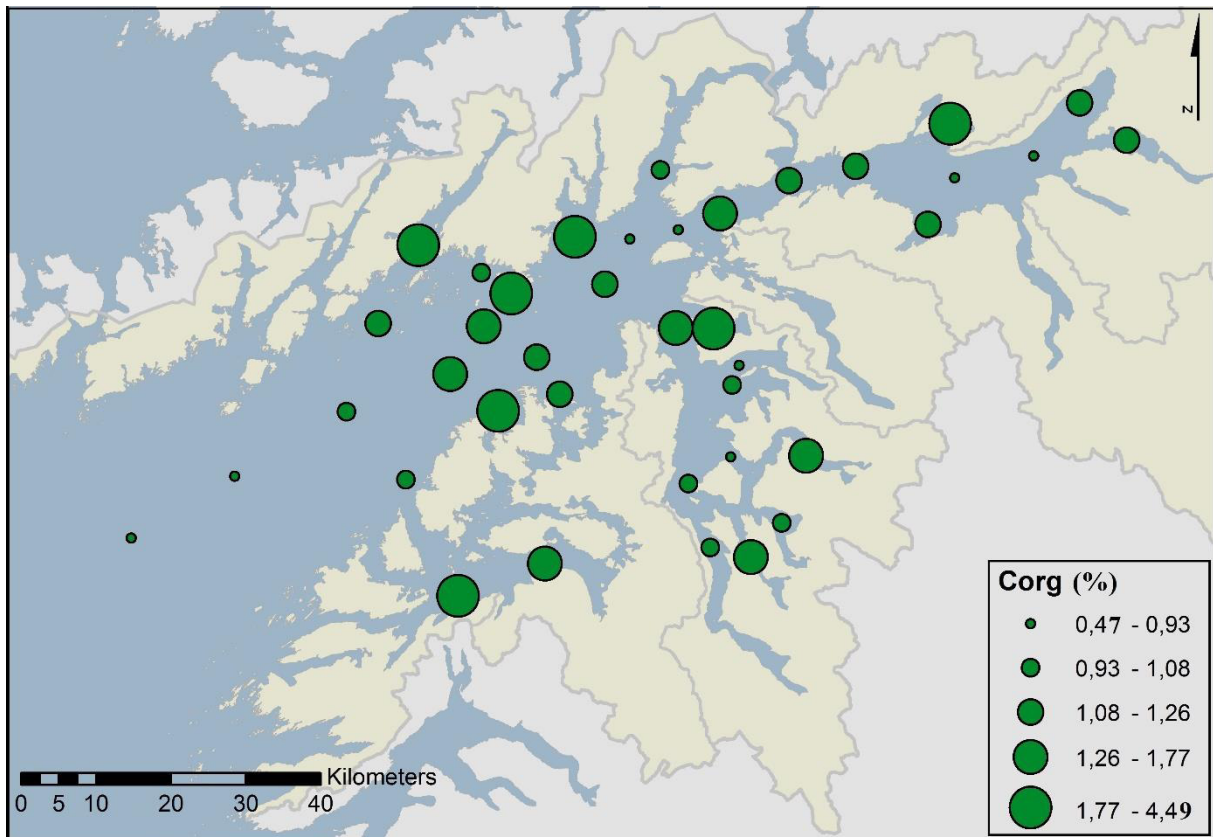 N
Corg (%)
0,47 - 0,93
0,93 - 1,08
1,08 - 1,26
1,26 - 1,77
1,77 - 4,49
Kilometers
0 5 10 20 30 40